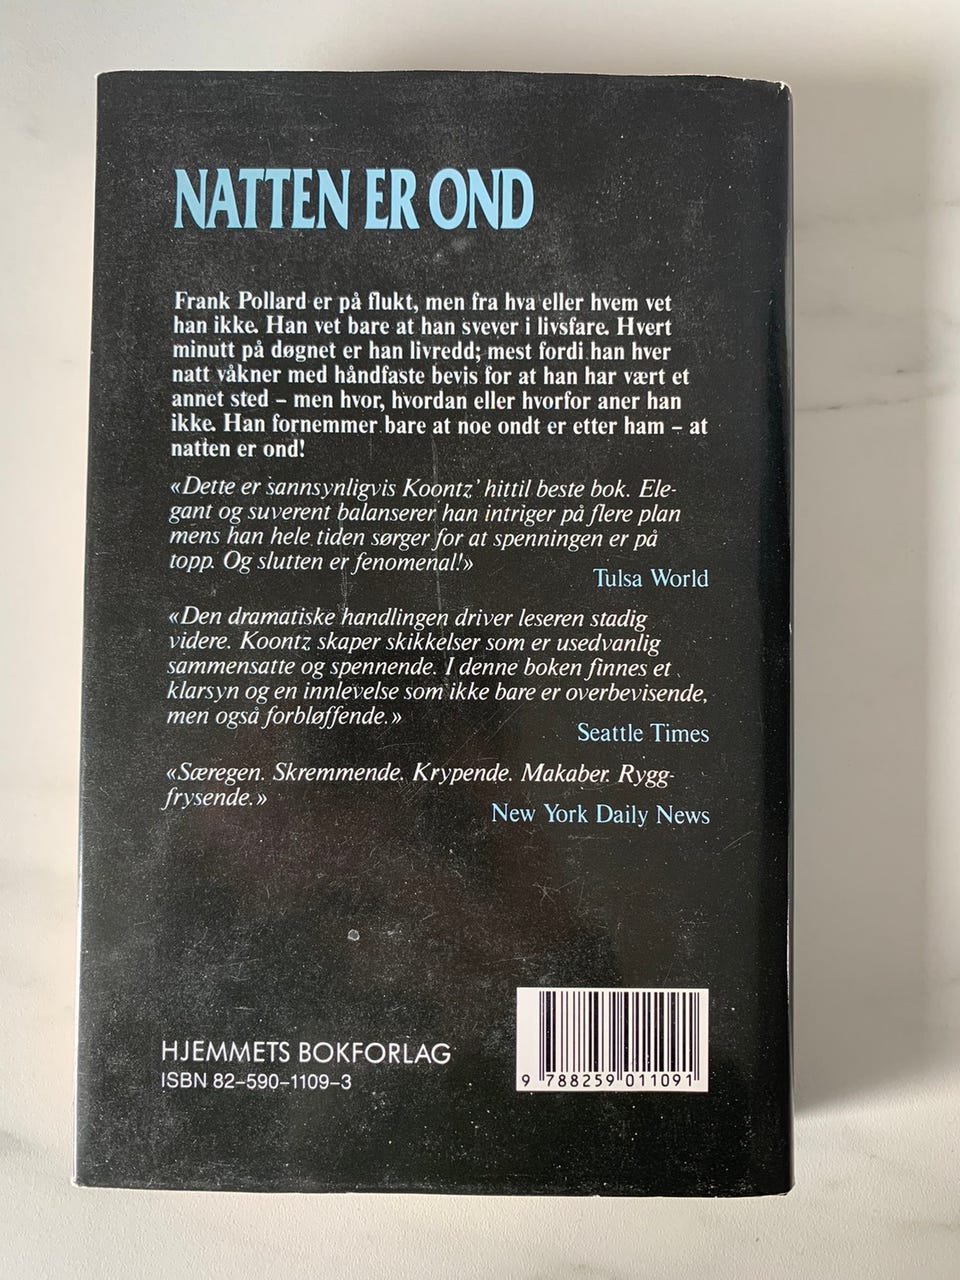 NATTEN ER OND
Frank Pollard er på flukt, men fra hva eller hvem vet
han ikke. Han vet bare at han svever i livsfare. Hvert
minutt på døgnet er han livredd; mest fordi han hver
natt våkner med håndfaste bevis for at han har vært et
annet sted – men hvor, hvordan eller hvorfor aner han
ikke. Han fornemmer bare at noe ondt er etter ham – at
natten er ond!
«Dette er sannsynligvis Koontz’ hittil beste bok. Ele-
gant og suverent balanserer han intriger på flere plan
mens han hele tiden sørger for at spenningen er på
topp. Og slutten er fenomenal!»
Tulsa World
«Den dramatiske handlingen driver leseren stadig
videre. Koontz skaper skikkelser som er usedvanlig
sammensatte og spennende. I denne boken finnes et
klarsyn og en innlevelse som ikke bare er overbevisende,
men også forbløffende.»
Seattle Times
«Særegen. Skremmende. Krypende. Makaber. Rygg-
frysende.»
New York Daily News
HJEMMETS BOKFORLAG
ISBN 82–590–1109–3
9 788259 011091